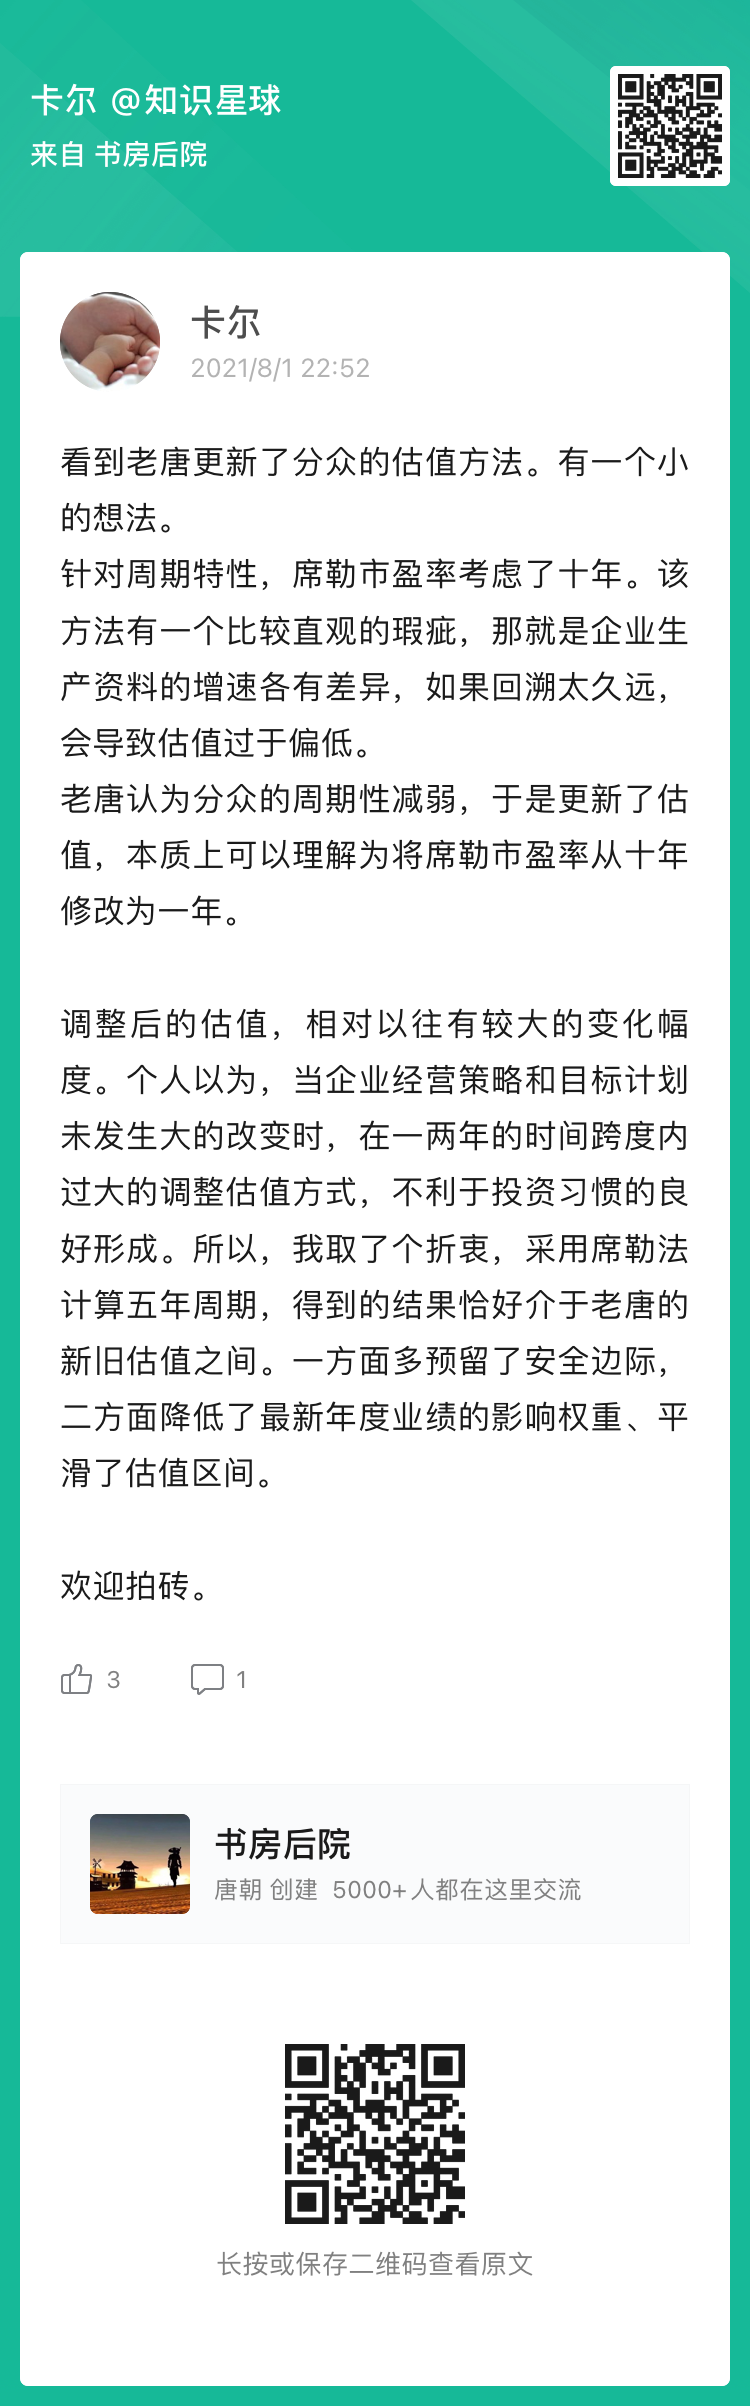 卡尔 @知识星球
来自 书房后院
卡尔
2021/8/1 22:52
看到老唐更新了分众的估值方法。有一个小
的想法。
针对周期特性，席勒市盈率考虑了十年。该
方法有一个比较直观的瑕疵，那就是企业生
产资料的增速各有差异，如果回溯太久远，
会导致估值过于偏低。
老唐认为分众的周期性减弱，于是更新了估
值，本质上可以理解为将席勒市盈率从十年
修改为一年。
调整后的估值，相对以往有较大的变化幅
度。个人以为，当企业经营策略和目标计划
未发生大的改变时，在一两年的时间跨度内
过大的调整估值方式，不利于投资习惯的良
好形成。所以，我取了个折衷，采用席勒法
计算五年周期，得到的结果恰好介于老唐的
新旧估值之间。一方面多预留了安全边际，
二方面降低了最新年度业绩的影响权重、平
滑了估值区间。
欢迎拍砖。
3 1
书房后院
唐朝 创建 5000+人都在这里交流
长按或保存二维码查看原文